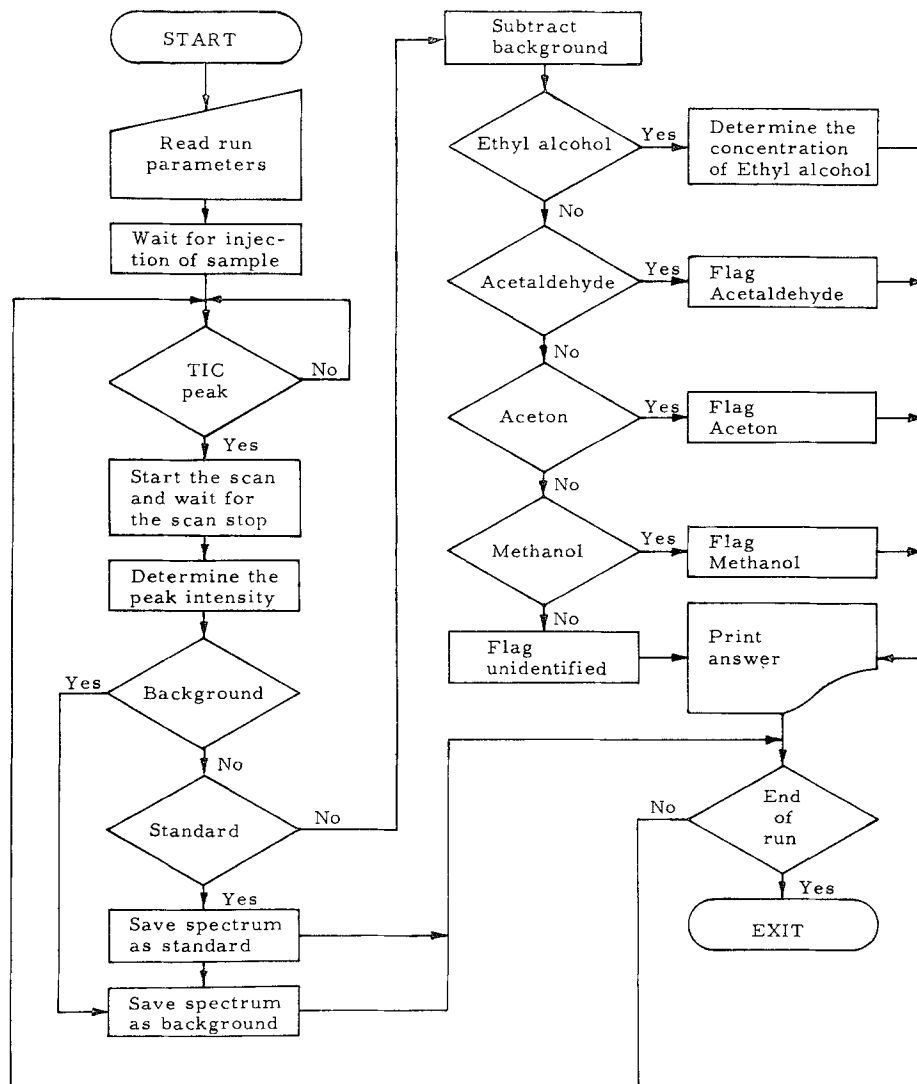 START
Read run
parameters
Wait for injec-
tion of sample
TIC
peak
No
Yes
Start the scan
and wait for
the scan stop
Determine the
peak intensity
Yes
Background
No
Standard
No
Yes
Save spectrum
as standard
Save spectrum
as background
Subtract
background
Ethyl alcohol
Yes
Determine the
concentration
of Ethyl alcohol
No
Acetaldehyde
Yes
Flag
Acetaldehyde
No
Aceton
Yes
Flag
Aceton
No
Methanol
Yes
Flag
Methanol
No
Flag
unidentified
Print
answer
No
End
of
run
Yes
EXIT